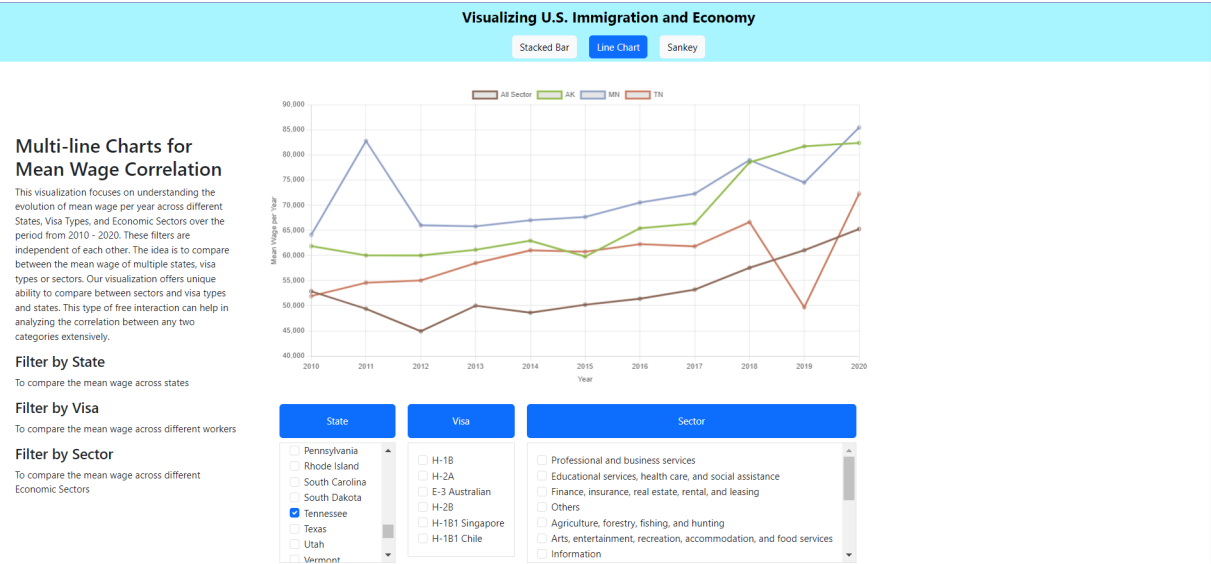 Visualizing U.S. Immigration and Economy
Stacked Bar
Line Chart
Sankey
Multi-line Charts for
Mean Wage Correlation
This visualization focuses on understanding the
evolution of mean wage per year across different
States, Visa Types, and Economic Sectors over the
period from 2010 - 2020. These filters are
independent of each other. The idea is to compare
between the mean wage of multiple states, visa
types or sectors. Our visualization offers unique
ability to compare between sectors and visa types
and states. This type of free interaction can help in
analyzing the correlation between any two
categories extensively.
Filter by State
To compare the mean wage across states
Filter by Visa
To compare the mean wage across different workers
Filter by Sector
To compare the mean wage across different
Economic Sectors
All Sector
AK
MN
TN
Mean Wage per Year
90,000
85,000
80,000
75,000
70,000
65,000
60,000
55,000
50,000
45,000
40,000
2010 2011 2012 2013 2014 2015 2016 2017 2018 2019 2020
Year
State
Pennsylvania
Rhode Island
South Carolina
South Dakota
Tennessee
Texas
Utah
Vermont
Visa
H-1B
H-2A
E-3 Australian
H-2B
H-1B1 Singapore
H-1B1 Chile
Sector
Professional and business services
Educational services, health care, and social assistance
Finance, insurance, real estate, rental, and leasing
Others
Agriculture, forestry, fishing, and hunting
Arts, entertainment, recreation, accommodation, and food services
Information